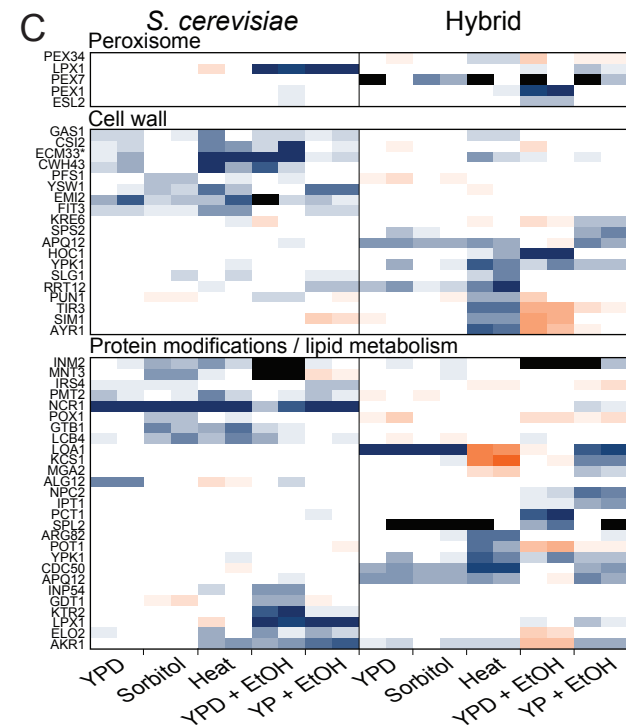 C
S. cerevisiae Hybrid
Peroxisome
PEX34
LPX1
PEX7
PEX1
ESL2
Cell wall
GAS1
CSI2
ECM33*
CWH43
PFS1
YSW1
EMI2
FIT3
KRE6
SPS2
APQ12
HOC1
YPK1
SLG1
RRT12
PUN1
TIR3
SIM1
AYR1
Protein modifications / lipid metabolism
INM2
MNT3
IRS4
PMT2
NCR1
POX1
GTB1
LCB4
LOA1
KCS1
MGA2
ALG12
NPC2
IPT1
PCT1
SPL2
ARG82
POT1
YPK1
CDC50
APQ12
INP54
GDT1
KTR2
LPX1
ELO2
AKR1
YPD Sorbitol Heat YPD + EtOH YP + EtOH YPD Sorbitol Heat YPD + EtOH YP + EtOH